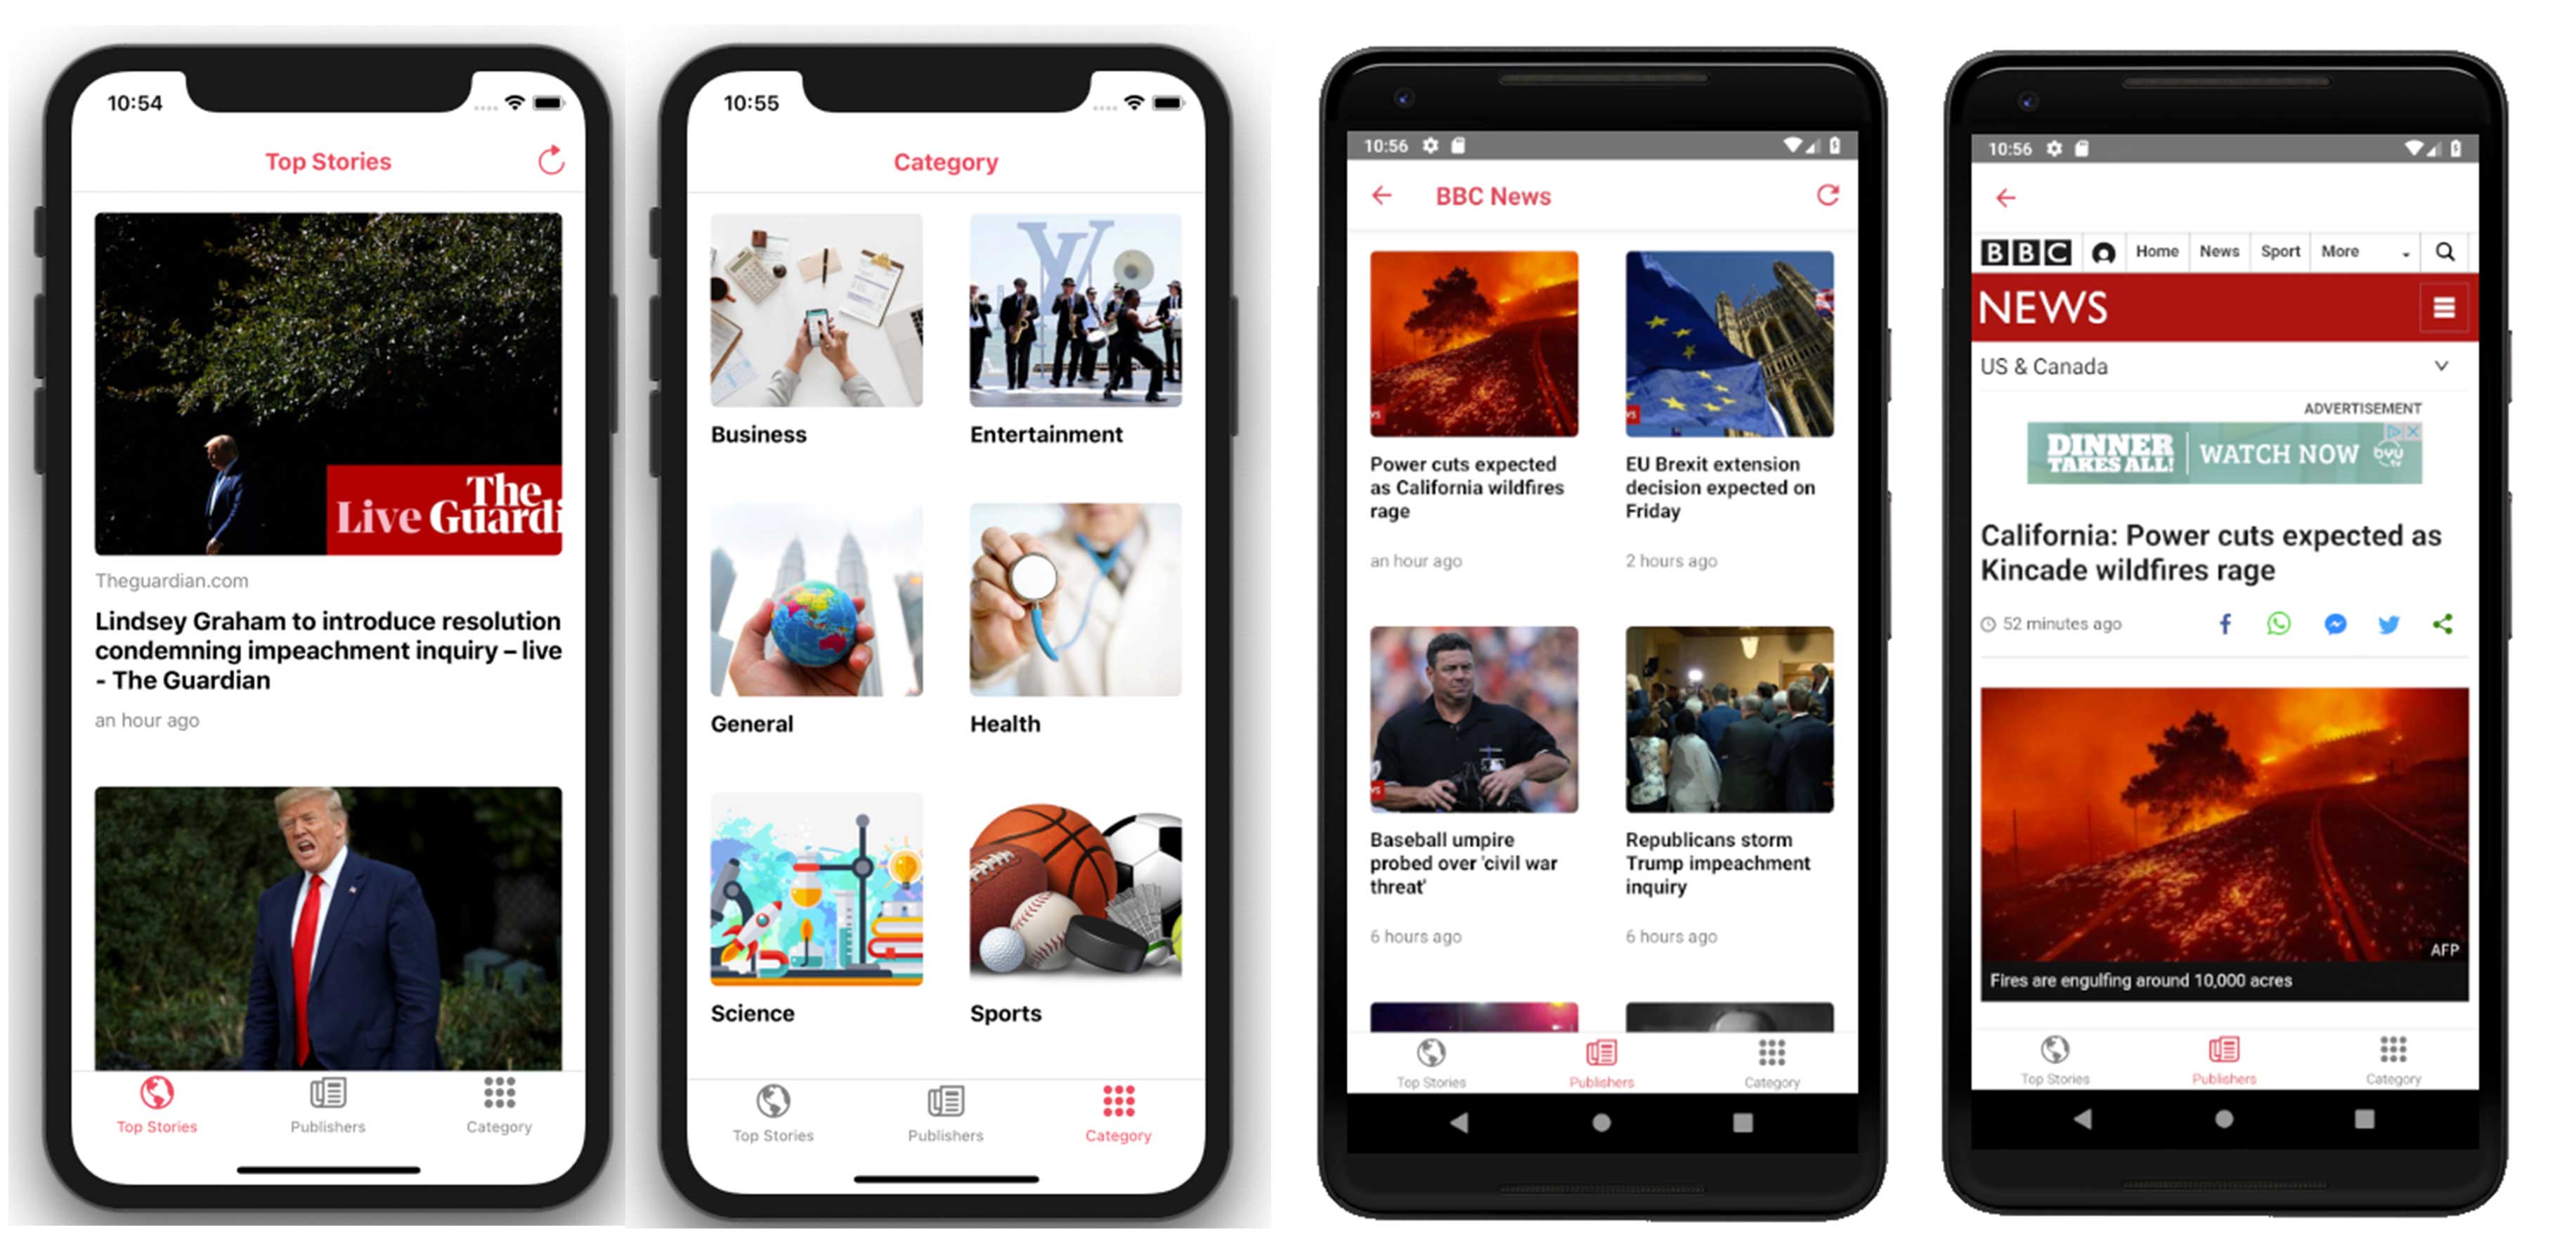 10:54
Top Stories
The
Live Guardi
Theguardian.com
Lindsey Graham to introduce resolution
condemning impeachment inquiry – live
- The Guardian
an hour ago
Top Stories
Publishers
Category
10:55
Category
Business
Entertainment
General
Health
Science
Sports
Top Stories
Publishers
Category
10:56
BBC News
Power cuts expected
as California wildfires
rage
an hour ago
EU Brexit extension
decision expected on
Friday
2 hours ago
Baseball umpire
probed over 'civil war
threat'
6 hours ago
Republicans storm
Trump impeachment
inquiry
6 hours ago
Top Stories
Publishers
Category
10:56
BBC
Home
News
Sport
More
NEWS
US & Canada
ADVERTISEMENT
DINNER
TAKES ALL!
WATCH NOW
byu
tv
California: Power cuts expected as
Kincade wildfires rage
52 minutes ago
AFP
Fires are engulfing around 10,000 acres
Top Stories
Publishers
Category